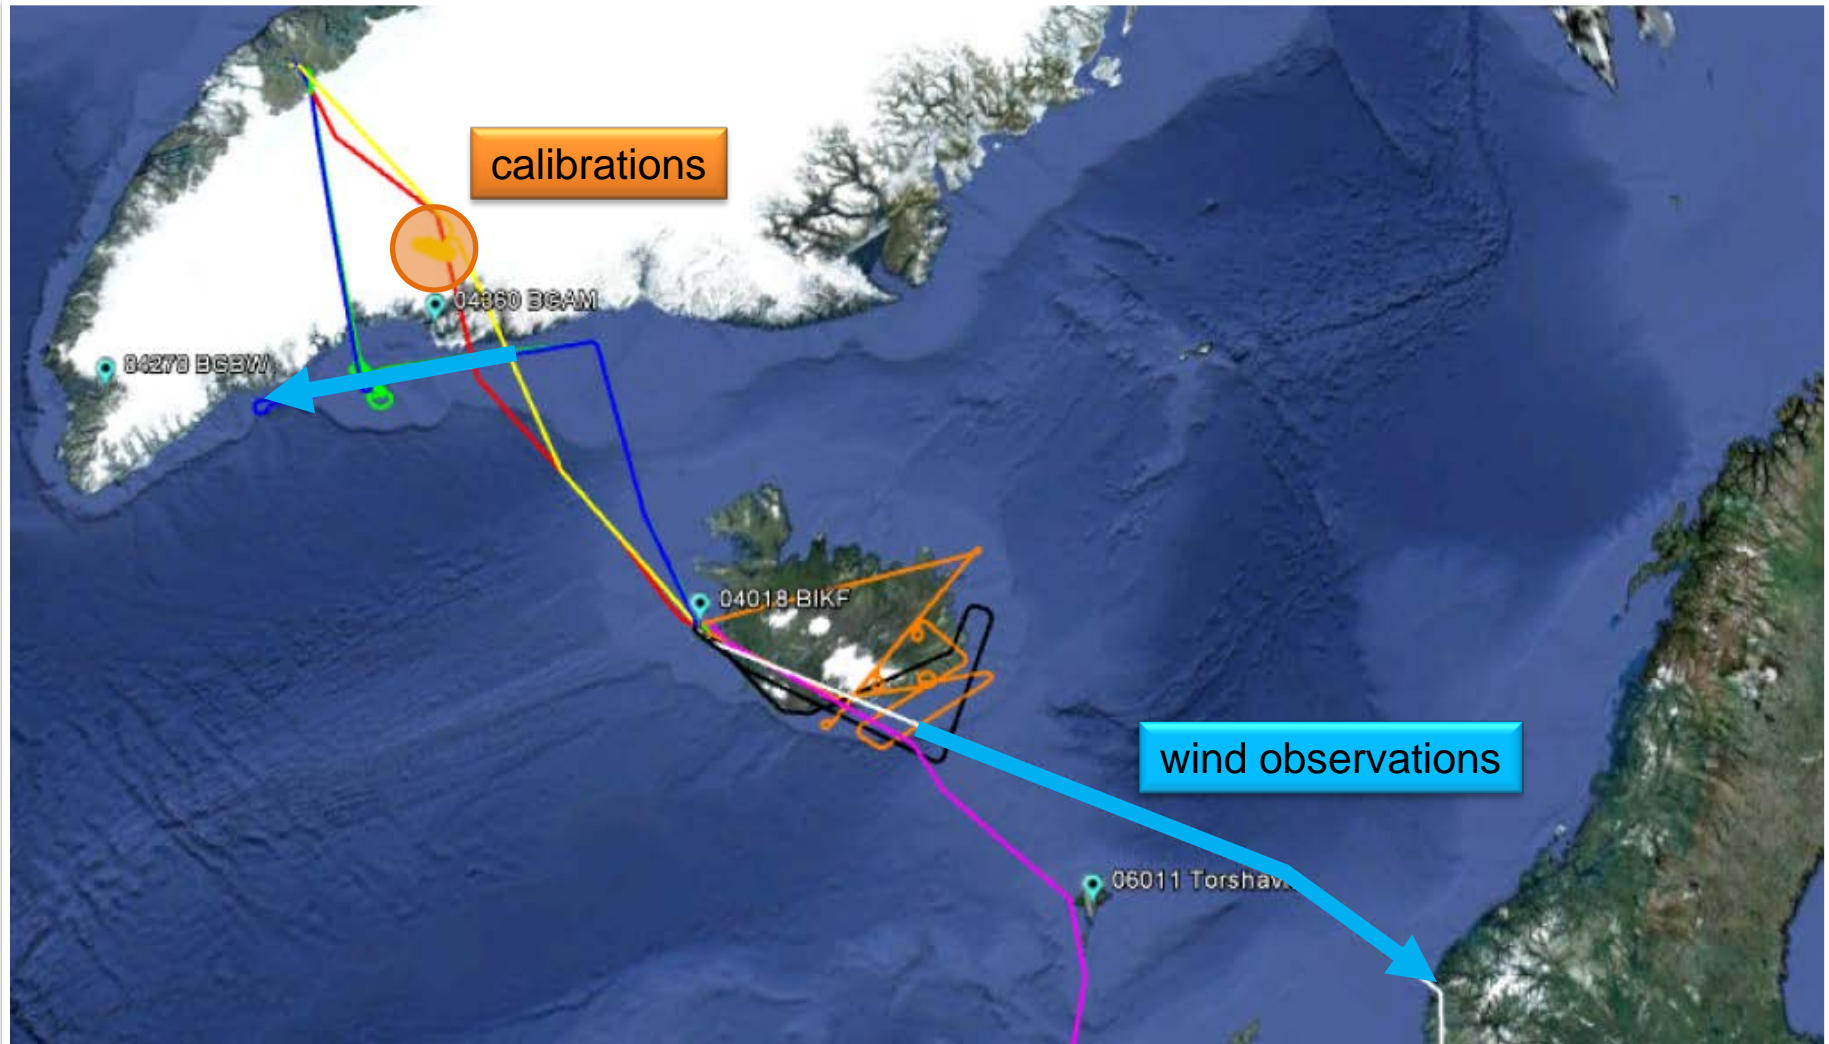 calibrations
04360 BGAM
04270 BGBW
04018 BIKF
wind observations
06011 Torshav